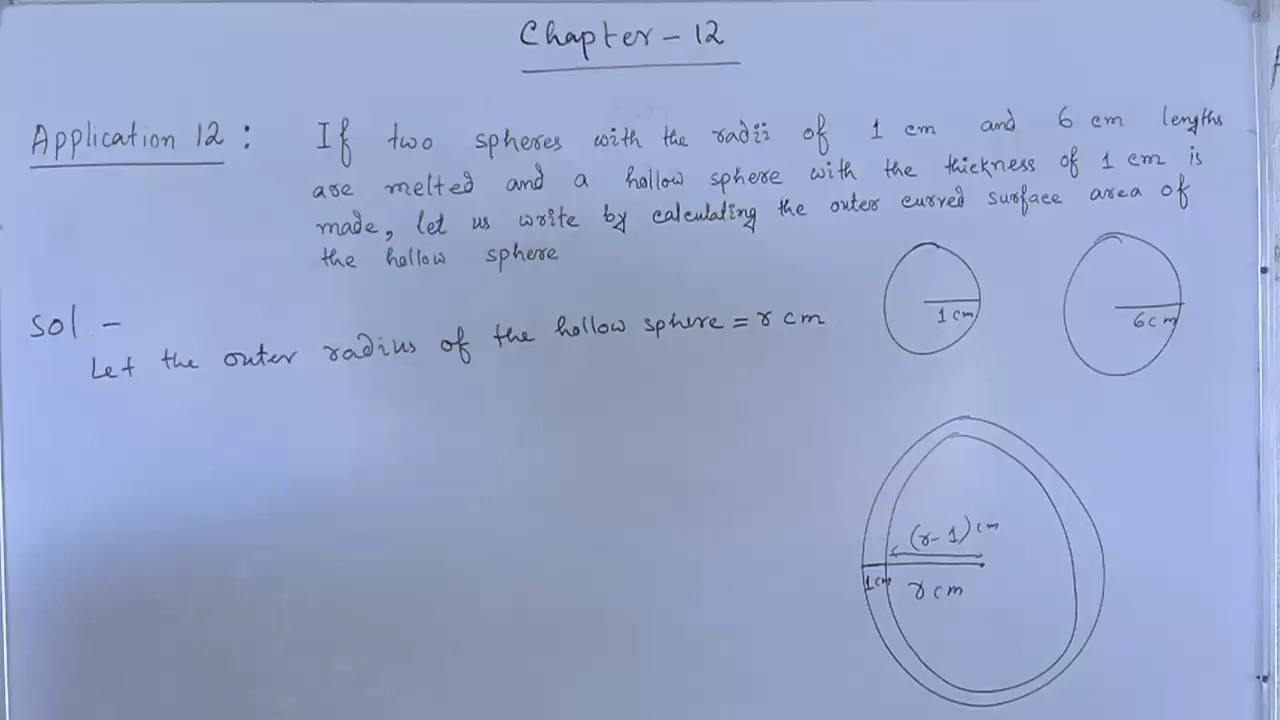 Chapter - 12
Application 12 : If two spheres with the radii of 1 cm and 6 cm lengths
are melted and a hollow sphere with the thickness of 1 cm is
made, let us write by calculating the outer curved surface area of
the hollow sphere
1 cm
6 cm
Sol -
Let the outer radius of the hollow sphere = r cm
(r - 1) cm
1 cm
r cm